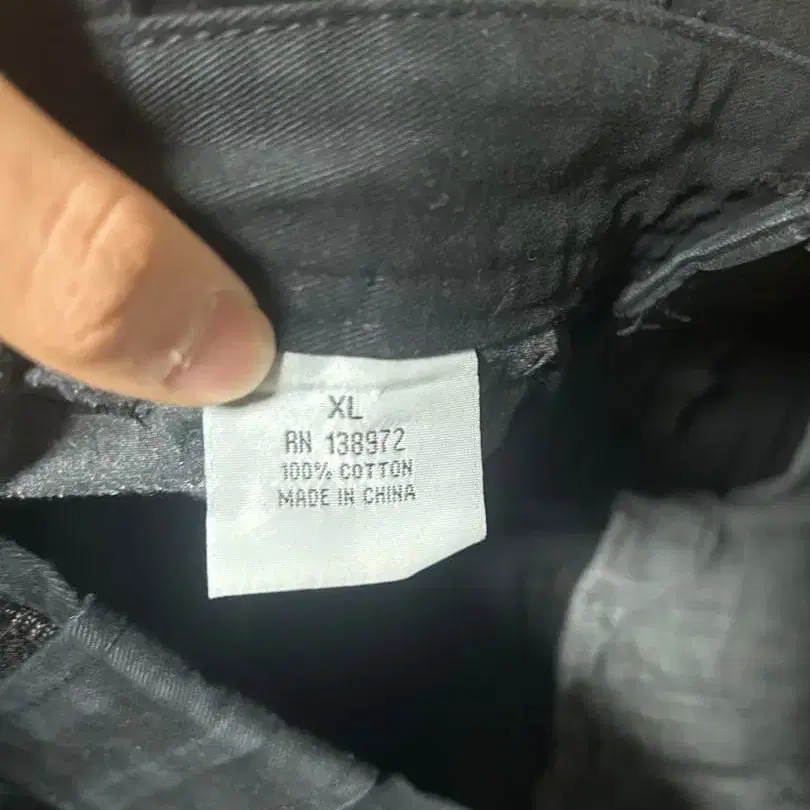 XL
RN 138972
100% COTTON
MADE IN CHINA